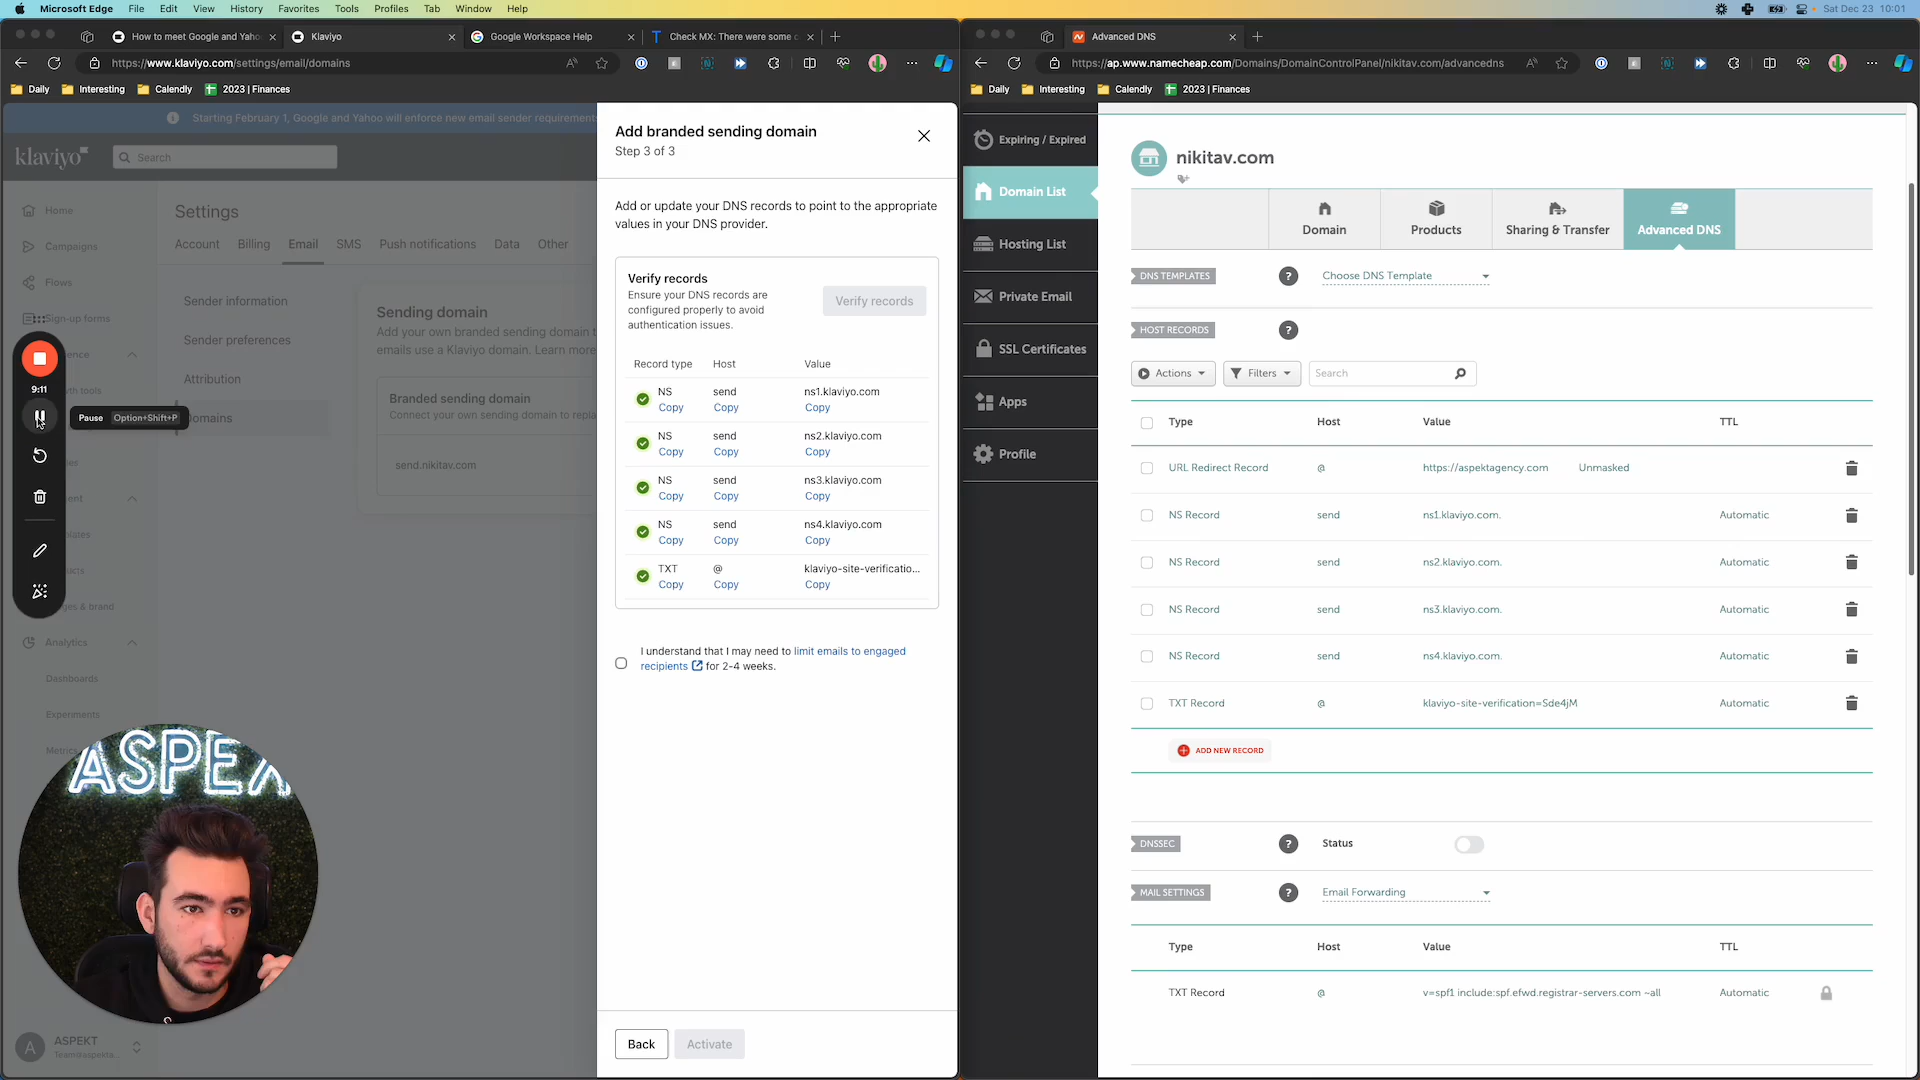 Microsoft Edge File Edit View History Favorites Tools Profiles Tab Window Help
Sat Dec 23 10:01
How to meet Google and Yaho
Klaviyo
Google Workspace Help
Check MX: There were some c
https://www.klaviyo.com/settings/email/domains
Daily Interesting Calendly 2023 | Finances
Starting February 1, Google and Yahoo will enforce new email sender requirements
klaviyo
Search
Home
Campaigns
Flows
Sign-up forms
Settings
Account Billing Email SMS Push notifications Data Other
Sender information
Sender preferences
Attribution
Domains
Sending domain
Add your own branded sending domain t
emails use a Klaviyo domain. Learn more
Branded sending domain
Connect your own sending domain to repla
send.nikitav.com
9:11
Pause Option+Shift+P
Analytics
Dashboards
Experiments
Metrics
ASPEK
A
ASPEKT
Team@aspekta...
Add branded sending domain
Step 3 of 3
Add or update your DNS records to point to the appropriate
values in your DNS provider.
Verify records
Ensure your DNS records are
configured properly to avoid
authentication issues.
Verify records
Record type Host Value
NS send ns1.klaviyo.com
Copy Copy Copy
NS send ns2.klaviyo.com
Copy Copy Copy
NS send ns3.klaviyo.com
Copy Copy Copy
NS send ns4.klaviyo.com
Copy Copy Copy
TXT @ klaviyo-site-verificatio...
Copy Copy Copy
I understand that I may need to limit emails to engaged
recipients for 2-4 weeks.
Back Activate
Advanced DNS
https://ap.www.namecheap.com/Domains/DomainControlPanel/nikitav.com/advancedns
Daily Interesting Calendly 2023 | Finances
Expiring / Expired
Domain List
Hosting List
Private Email
SSL Certificates
Apps
Profile
nikitav.com
Domain Products Sharing & Transfer Advanced DNS
DNS TEMPLATES ? Choose DNS Template
HOST RECORDS ?
Actions Filters Search
Type Host Value TTL
URL Redirect Record @ https://aspektagency.com Unmasked
NS Record send ns1.klaviyo.com. Automatic
NS Record send ns2.klaviyo.com. Automatic
NS Record send ns3.klaviyo.com. Automatic
NS Record send ns4.klaviyo.com. Automatic
TXT Record @ klaviyo-site-verification=Sde4jM Automatic
ADD NEW RECORD
DNSSEC ? Status
MAIL SETTINGS ? Email Forwarding
Type Host Value TTL
TXT Record @ v=spf1 include:spf.efwd.registrar-servers.com ~all Automatic